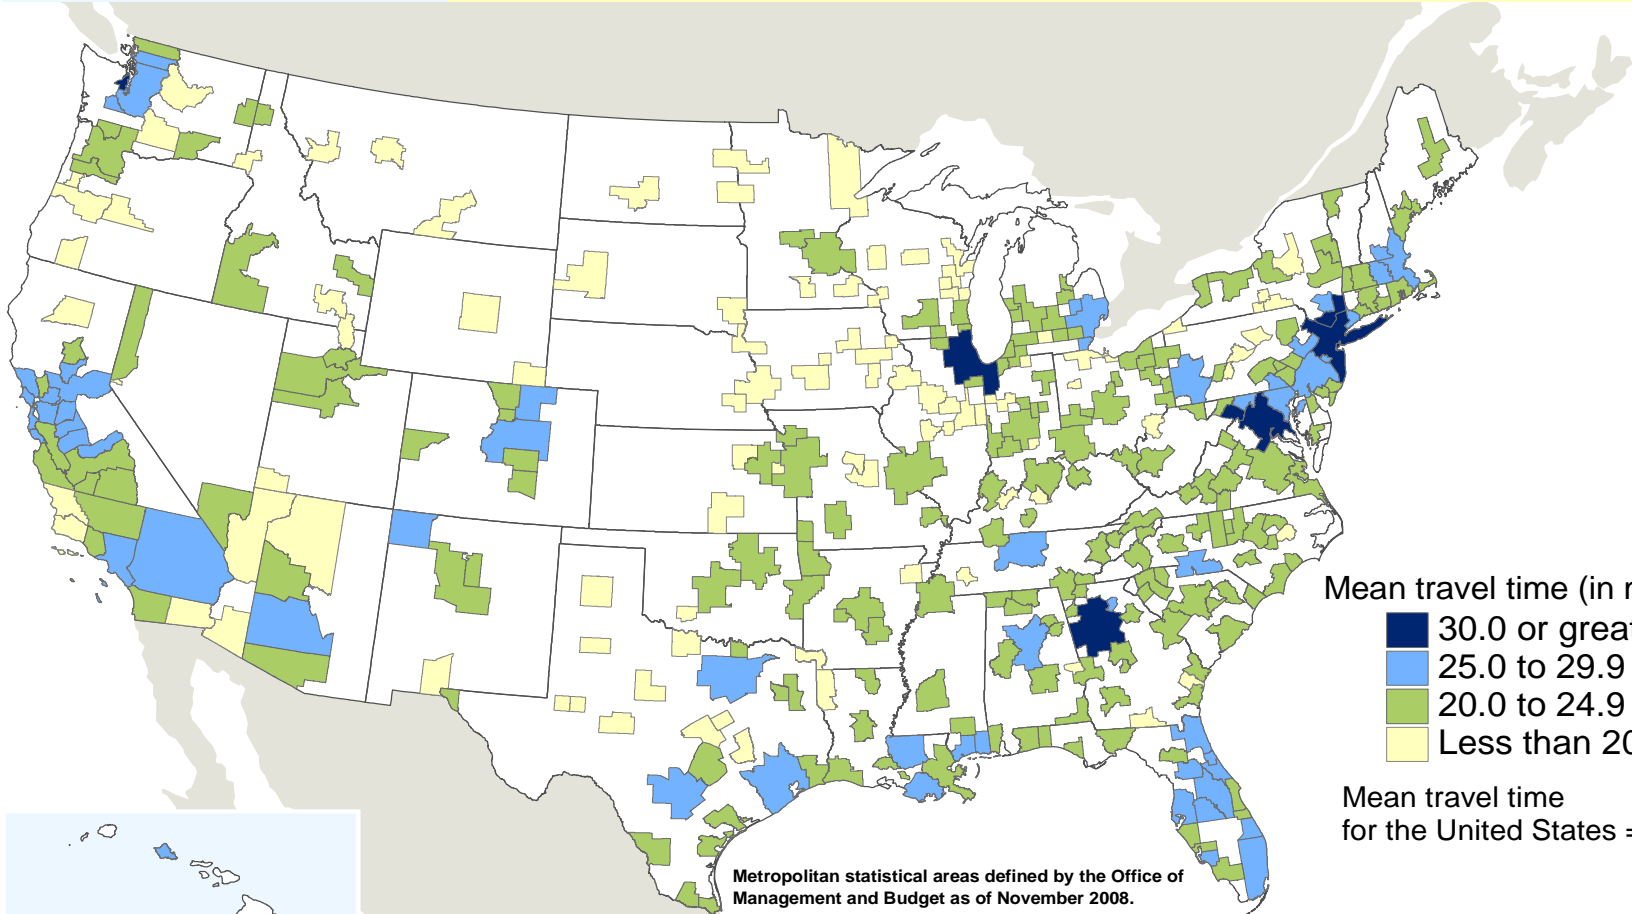 Mean travel time (in
30.0 or
25.0 to 29.9
20.0 to 24.9
Less than
Mean travel time
for the United States =
Metropolitan statistical areas defined by the Office of
Management and Budget as of November 2008.